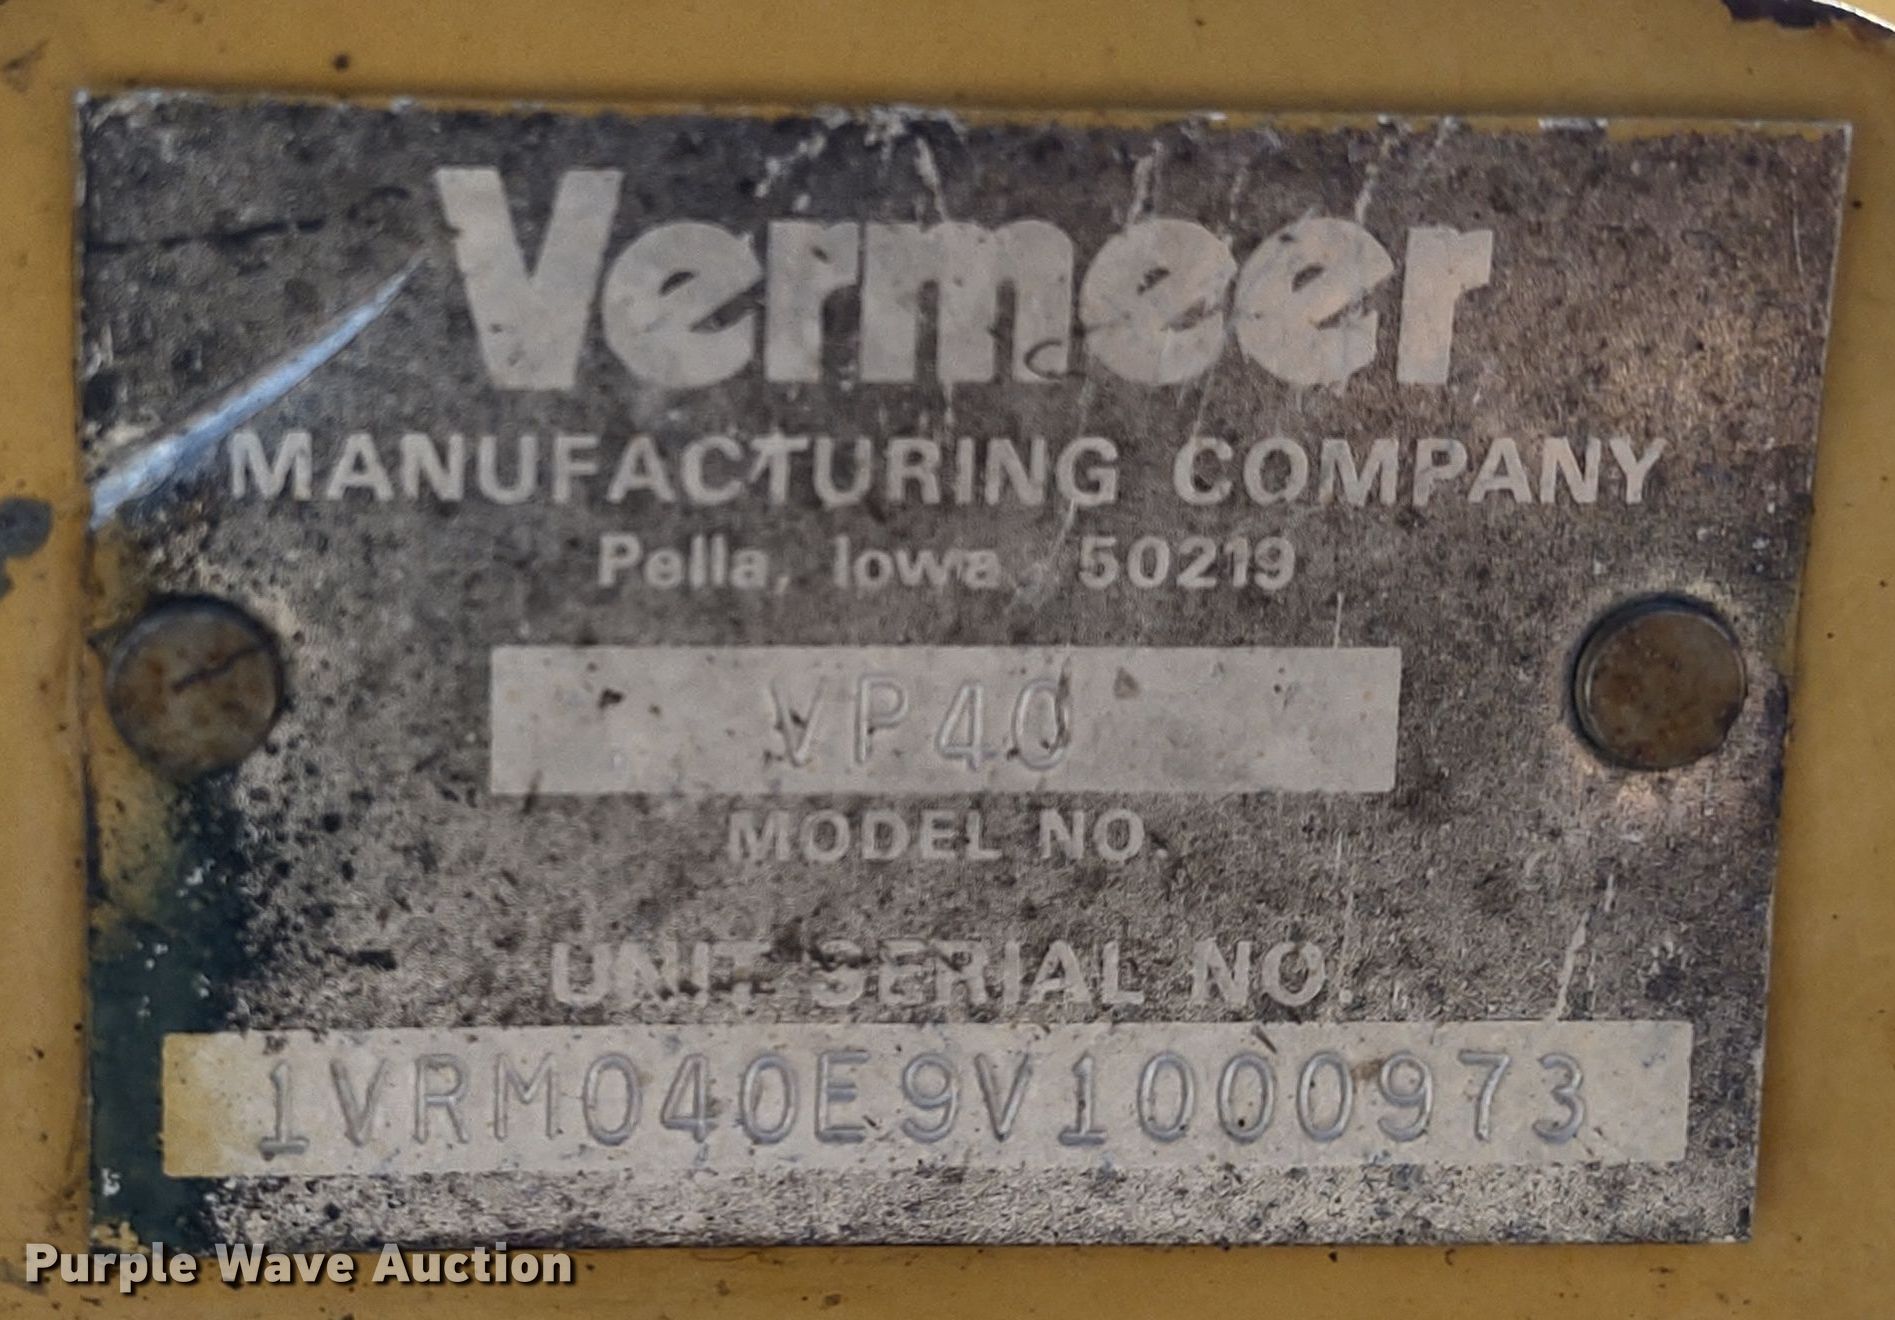 Vermeer
MANUFACTURING COMPANY
Pella, Iowa 50219
VP40
MODEL NO.
UNIT SERIAL NO.
1VRM040E9V1000973
Purple Wave Auction